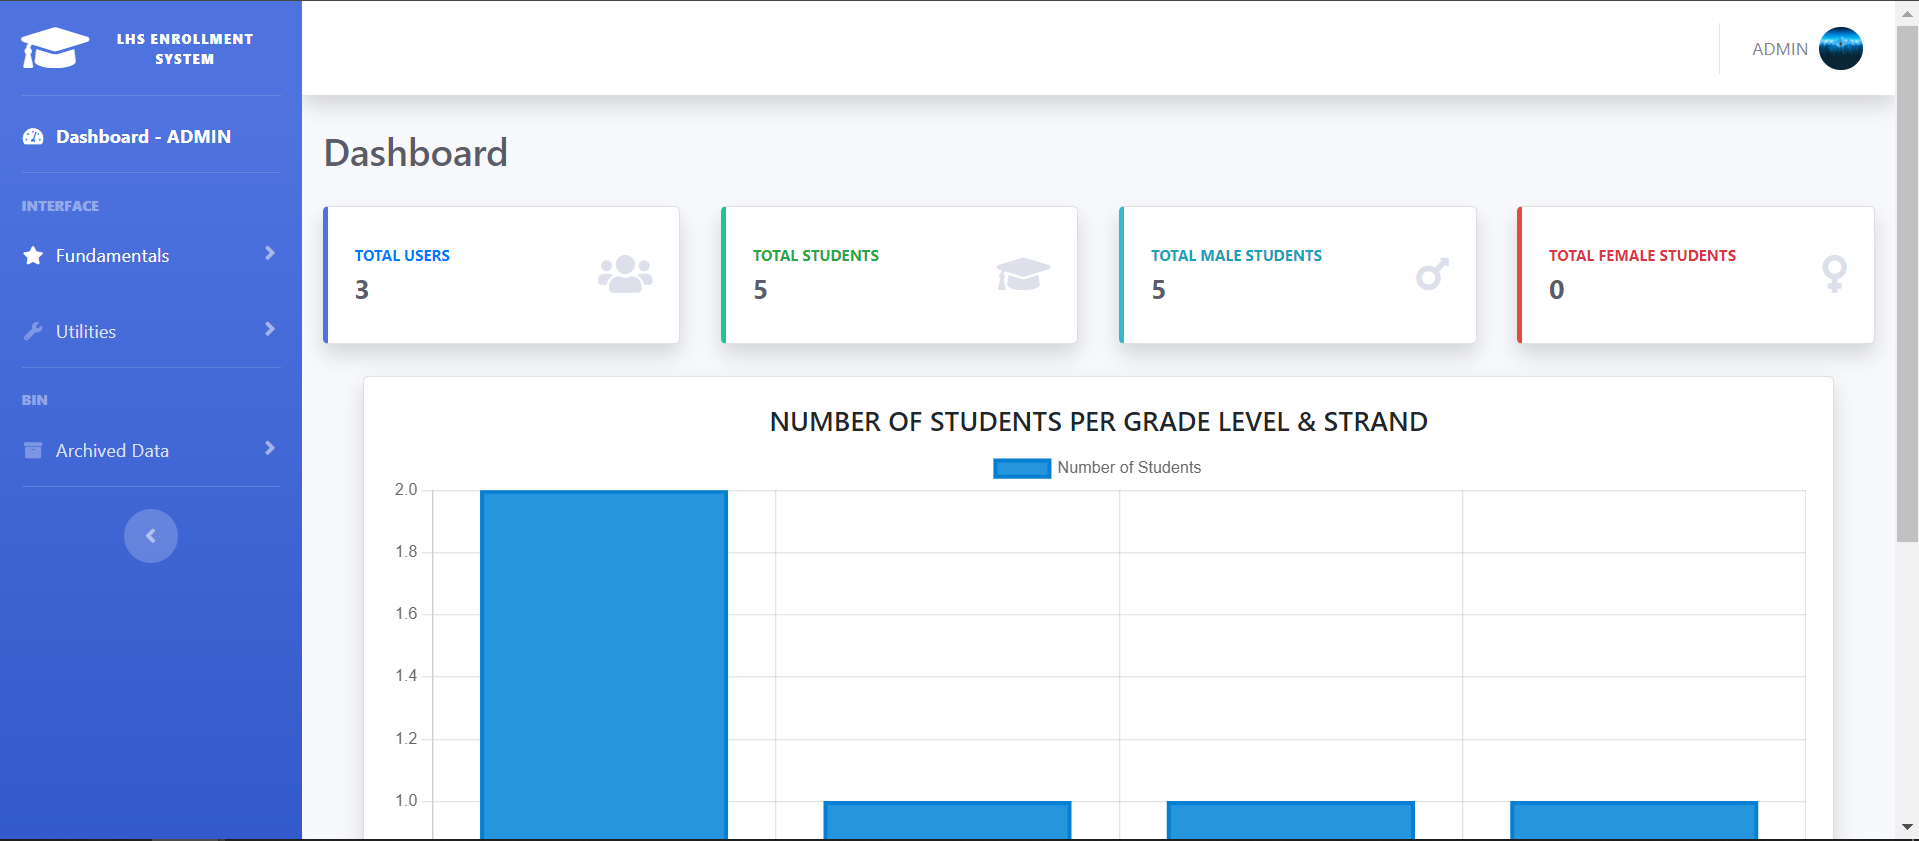 LHS ENROLLMENT
SYSTEM
Dashboard - ADMIN
INTERFACE
Fundamentals
Utilities
BIN
Archived Data
ADMIN
Dashboard
TOTAL USERS
3
TOTAL STUDENTS
5
TOTAL MALE STUDENTS
5
TOTAL FEMALE STUDENTS
0
NUMBER OF STUDENTS PER GRADE LEVEL & STRAND
Number of Students
2.0
1.8
1.6
1.4
1.2
1.0